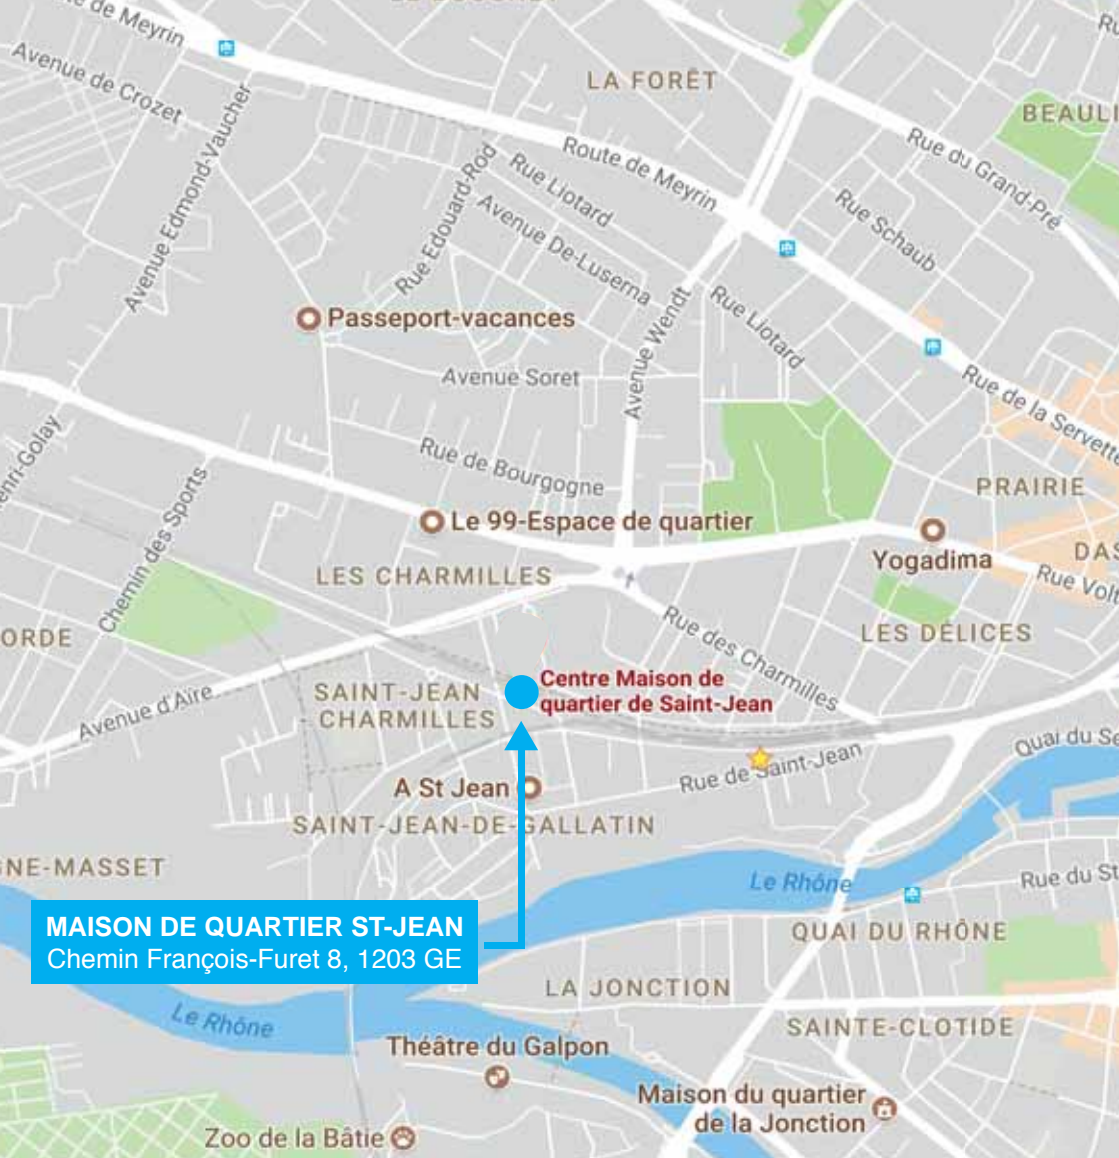 de Meyrin
Avenue de Crozet
LA FORÊT
Rue du Grand-Pré
Avenue Edmond-Vaucher
Rue Edouard-Rod
Rue Liotard
Route de Meyrin
Avenue De-Luserna
Rue Schaub
Passeport-vacances
Avenue Wendt
Rue Liotard
Avenue Soret
Rue de la Servette
Rue de Bourgogne
Chemin des Sports
PRAIRIE
Le 99-Espace de quartier
Yogadima
LES CHARMILLES
Rue des Charmilles
LES DÉLICES
ORDE
Avenue d'Aïre
SAINT-JEAN
CHARMILLES
Centre Maison de
quartier de Saint-Jean
A St Jean
Rue de Saint-Jean
Quai du Se
SAINT-JEAN-DE-GALLATIN
NE-MASSET
Le Rhône
Rue du St
MAISON DE QUARTIER ST-JEAN
Chemin François-Furet 8, 1203 GE
QUAI DU RHÔNE
LA JONCTION
Le Rhône
SAINTE-CLOTIDE
Théâtre du Galpon
Maison du quartier
de la Jonction
Zoo de la Bâtie